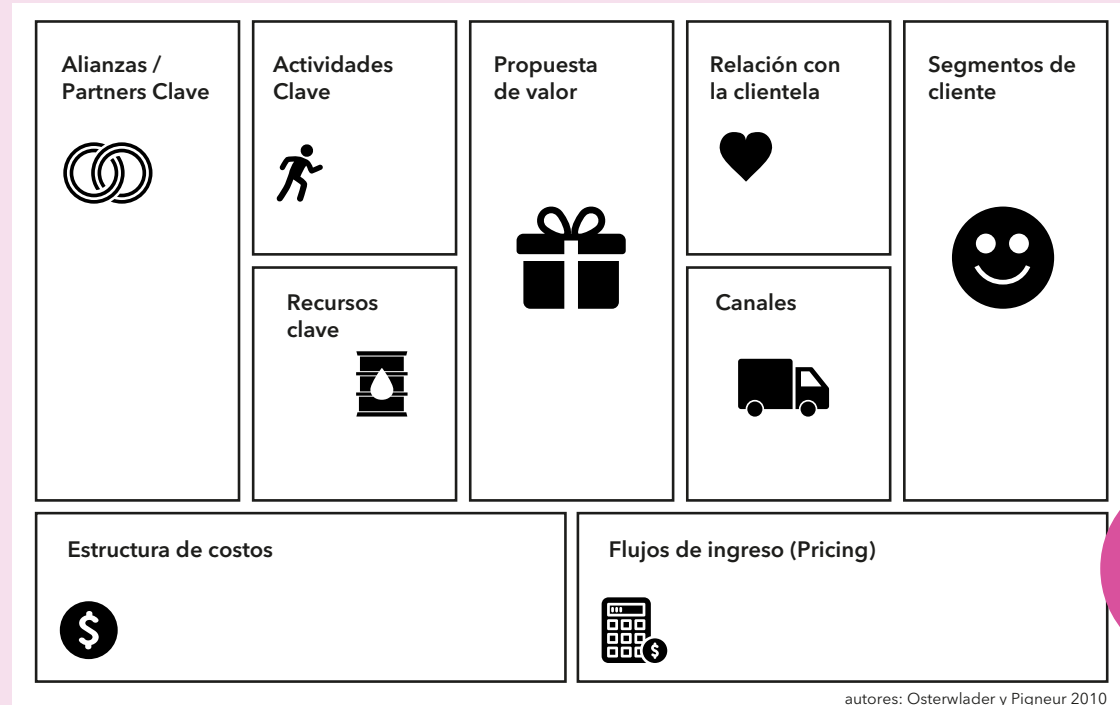 Alianzas /
Partners Clave
Actividades
Clave
Recursos
clave
Propuesta
de valor
Relación con
la clientela
Canales
Segmentos de
cliente
Estructura de costos
$
Flujos de ingreso (Pricing)
$
autores: Osterwlader y Pigneur 2010